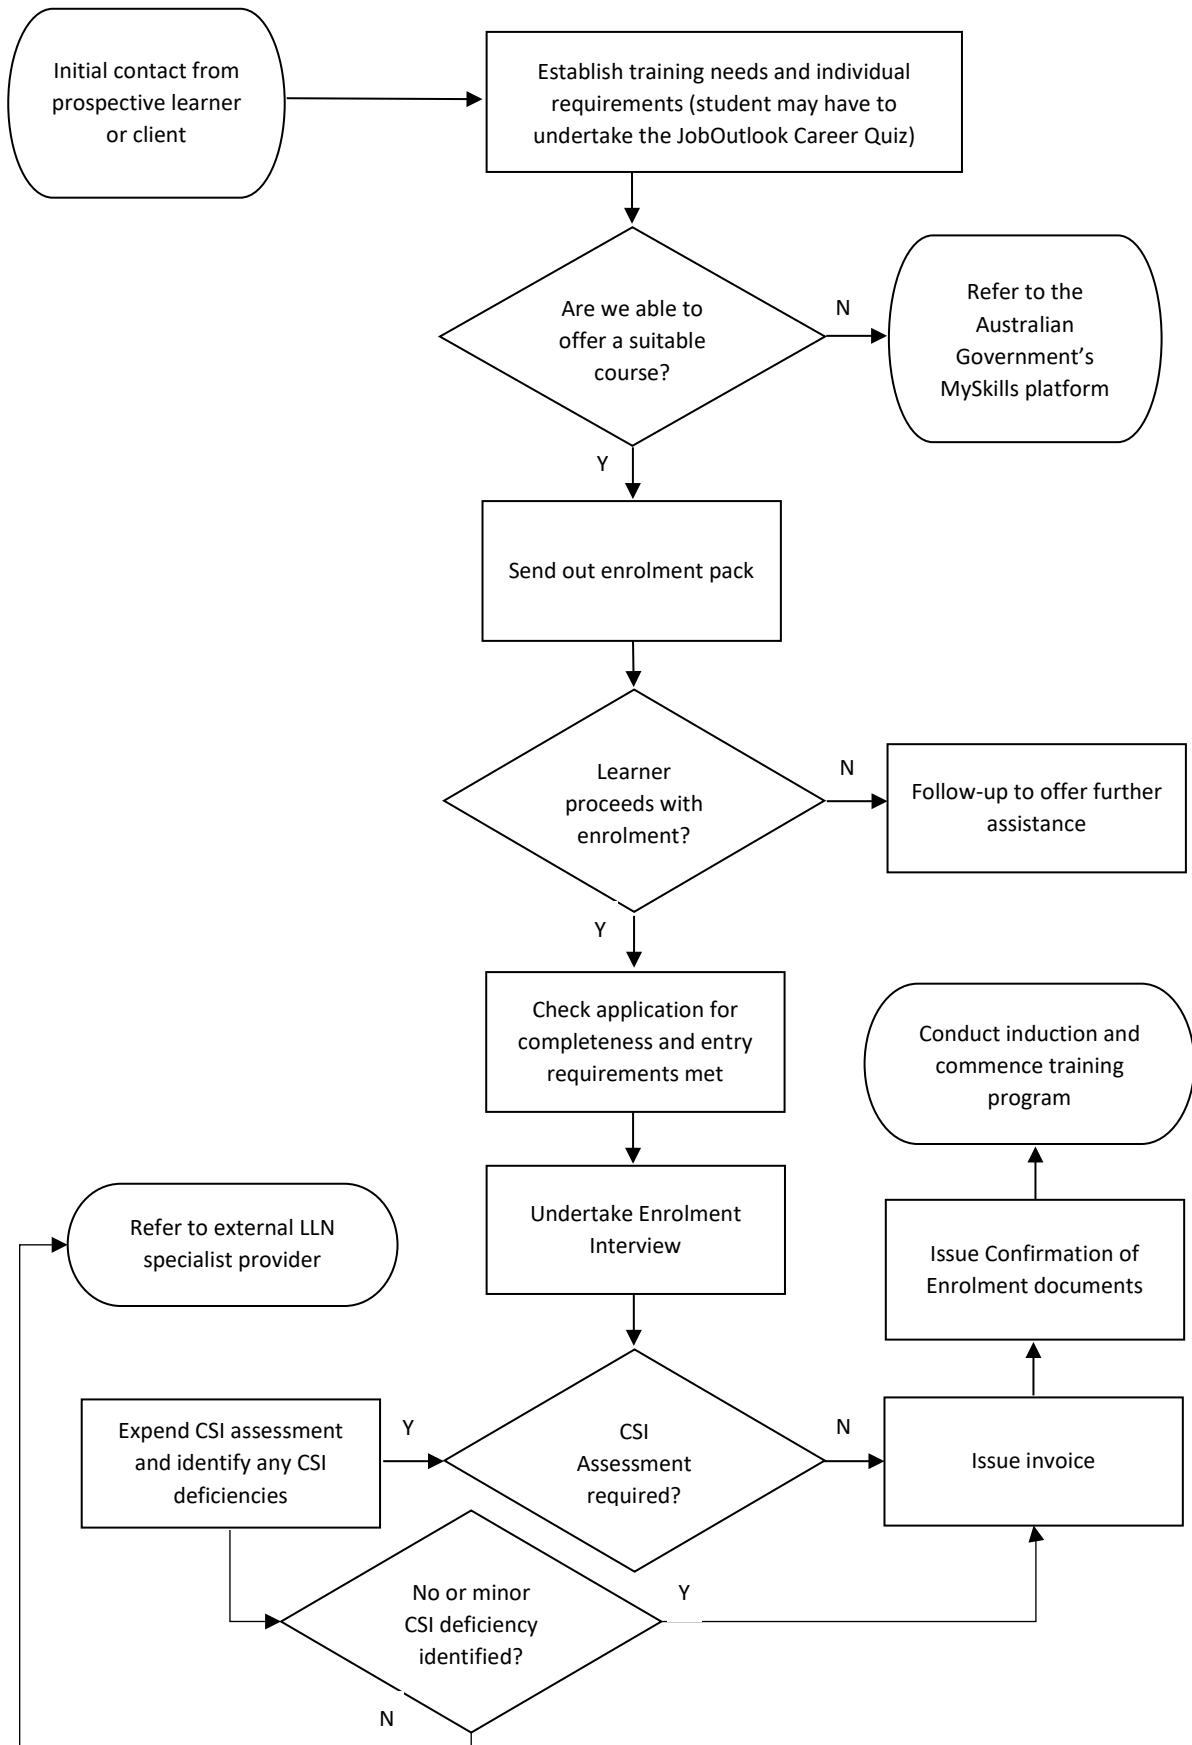 Initial contact from
prospective learner
or client
Establish training needs and individual
requirements (student may have to
undertake the JobOutlook Career Quiz)
Are we able to
offer a suitable
course?
N
Refer to the
Australian
Government’s
MySkills platform
Y
Send out enrolment pack
Learner
proceeds with
enrolment?
N
Follow-up to offer further
assistance
Y
Check application for
completeness and entry
requirements met
Conduct induction and
commence training
program
Undertake Enrolment
Interview
Refer to external LLN
specialist provider
Issue Confirmation of
Enrolment documents
Expend CSI assessment
and identify any CSI
deficiencies
Y
CSI
Assessment
required?
N
Issue invoice
No or minor
CSI deficiency
identified?
Y
N